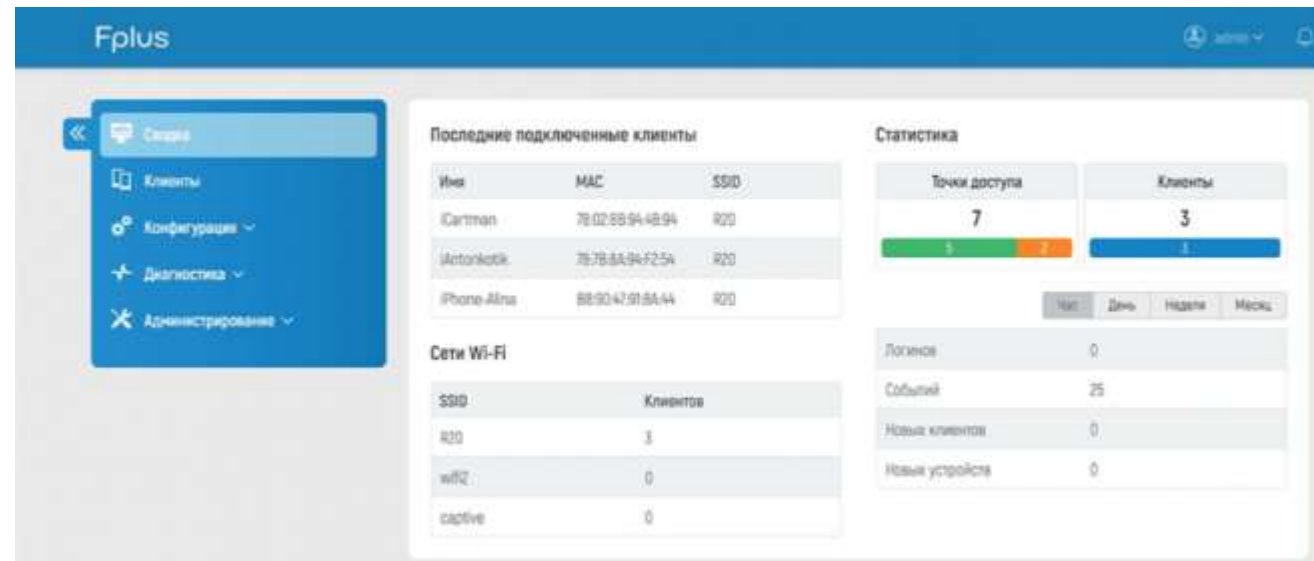 Fplus
admin
Сводка
Клиенты
Конфигурация
Диагностика
Администрирование
Последние подключенные клиенты
Имя MAC SSID
iCartman R20
iAntonkotik R20
iPhone-Alina R20
Сети Wi-Fi
SSID Клиентов
R20 3
wifi2 0
captive 0
Статистика
Точки доступа Клиенты
7 3
5 2 3
Час День Неделя Месяц
Логинов 0
Событий 25
Новых клиентов 0
Новых устройств 0